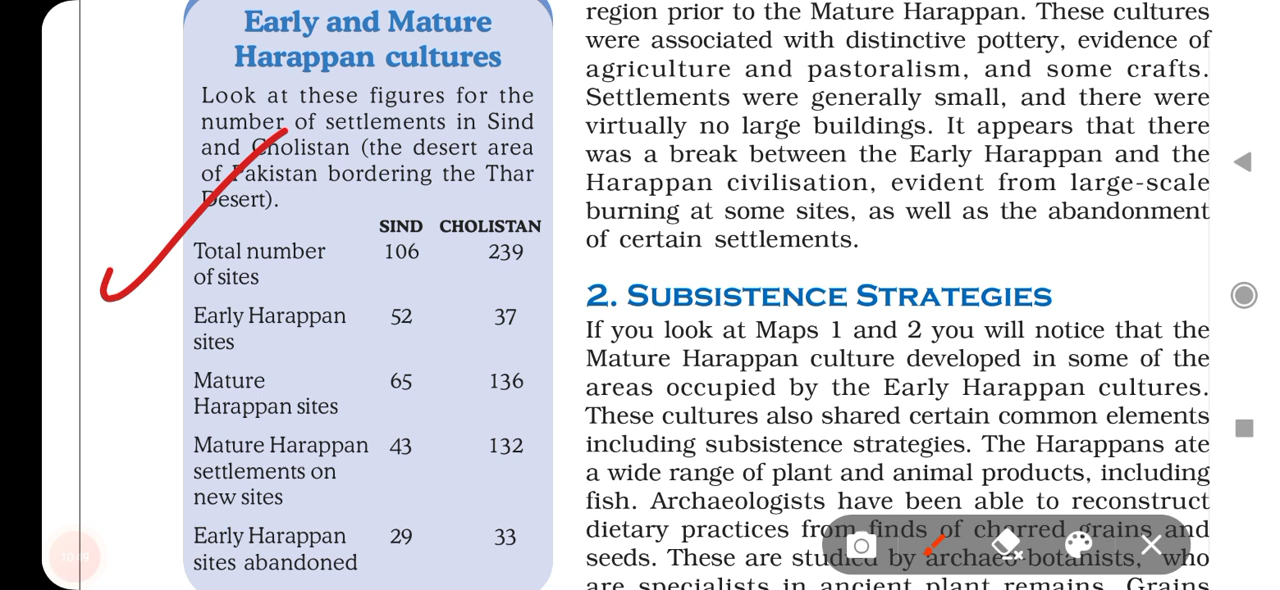 Early and Mature
Harappan cultures
Look at these figures for the
number of settlements in Sind
and Cholistan (the desert area
of Pakistan bordering the Thar
Desert).
SIND CHOLISTAN
Total number 106 239
of sites
Early Harappan 52 37
sites
Mature 65 136
Harappan sites
Mature Harappan 43 132
settlements on
new sites
Early Harappan 29 33
sites abandoned
region prior to the Mature Harappan. These cultures
were associated with distinctive pottery, evidence of
agriculture and pastoralism, and some crafts.
Settlements were generally small, and there were
virtually no large buildings. It appears that there
was a break between the Early Harappan and the
Harappan civilisation, evident from large-scale
burning at some sites, as well as the abandonment
of certain settlements.
2. SUBSISTENCE STRATEGIES
If you look at Maps 1 and 2 you will notice that the
Mature Harappan culture developed in some of the
areas occupied by the Early Harappan cultures.
These cultures also shared certain common elements
including subsistence strategies. The Harappans ate
a wide range of plant and animal products, including
fish. Archaeologists have been able to reconstruct
dietary practices from finds of charred grains and
seeds. These are studied by archaeo-botanists, who
are specialists in ancient plant remains. Grains